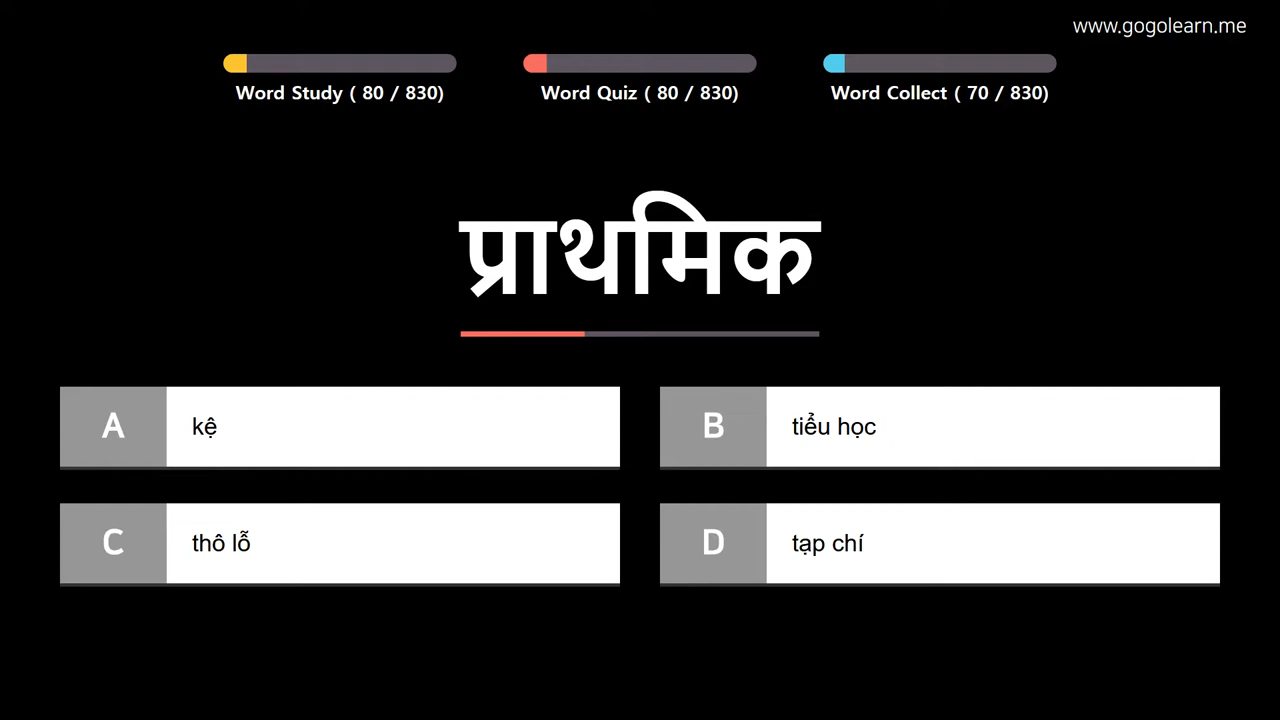 www.gogolearn.me
Word Study ( 80 / 830)
Word Quiz ( 80 / 830)
Word Collect ( 70 / 830)
प्राथमिक
A kệ
B tiểu học
C thô lỗ
D tạp chí